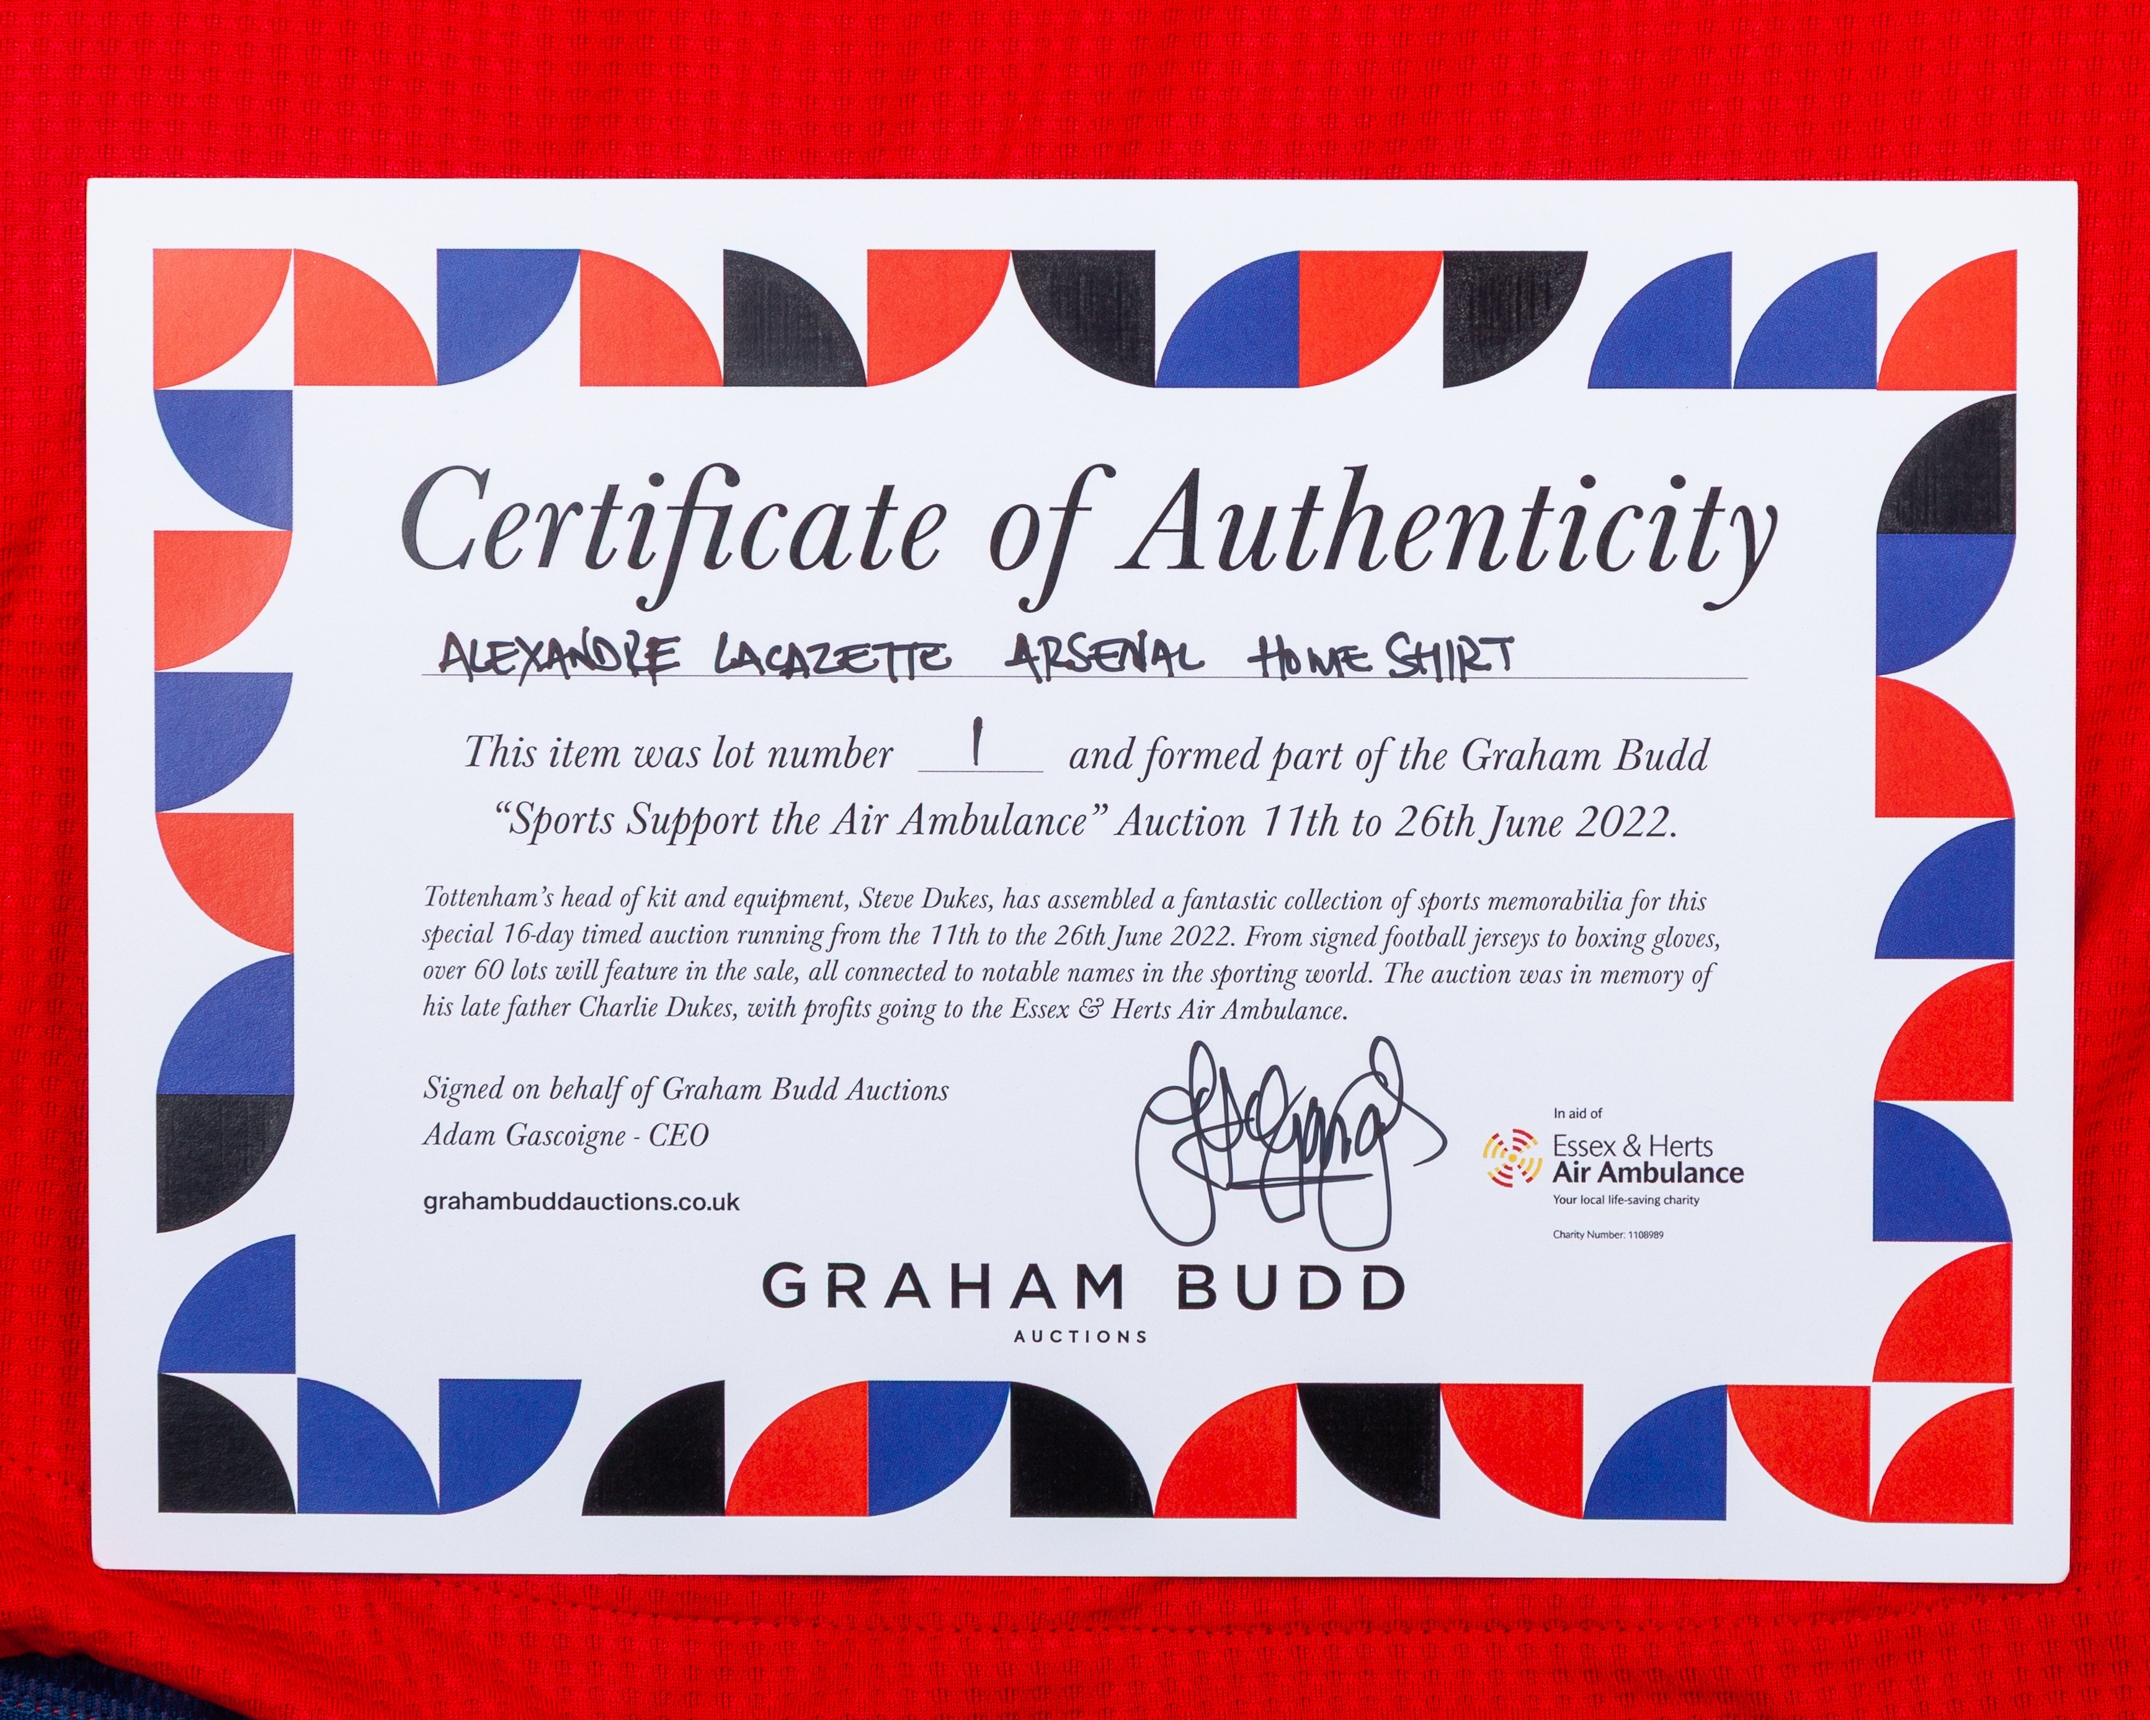 Certificate of Authenticity
ALEXANDRE LACAZETTE ARSENAL HOME SHIRT
This item was lot number 1 and formed part of the Graham Budd
“Sports Support the Air Ambulance” Auction 11th to 26th June 2022.
Tottenham’s head of kit and equipment, Steve Dukes, has assembled a fantastic collection of sports memorabilia for this
special 16-day timed auction running from the 11th to the 26th June 2022. From signed football jerseys to boxing gloves,
over 60 lots will feature in the sale, all connected to notable names in the sporting world. The auction was in memory of
his late father Charlie Dukes, with profits going to the Essex & Herts Air Ambulance.
Signed on behalf of Graham Budd Auctions
Adam Gascoigne - CEO
grahambuddauctions.co.uk
In aid of
Essex & Herts
Air Ambulance
Your local life-saving charity
Charity Number: 1108989
GRAHAM BUDD
AUCTIONS